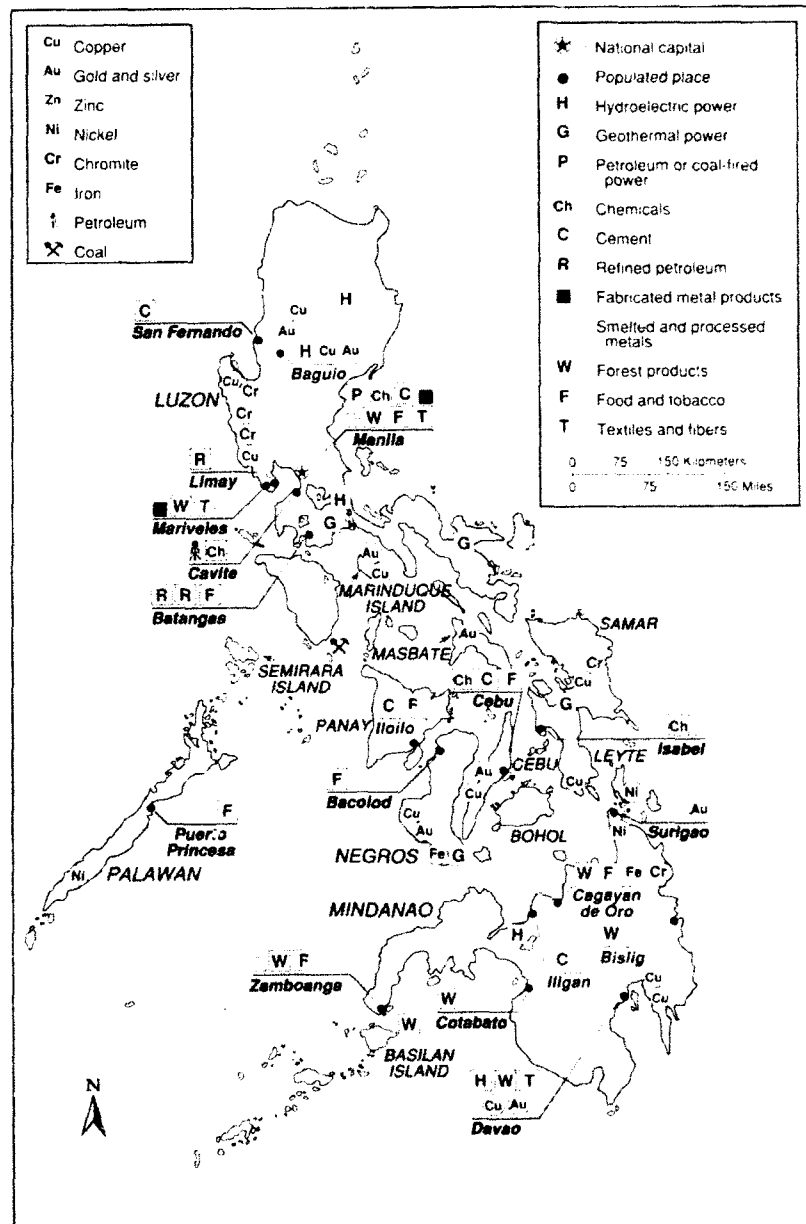 Cu Copper
Au Gold and silver
Zn Zinc
Ni Nickel
Cr Chromite
Fe Iron
Petroleum
Coal
National capital
Populated place
H Hydroelectric power
G Geothermal power
P Petroleum or coal-fired
power
Ch Chemicals
C Cement
R Refined petroleum
Fabricated metal products
Smelted and processed
metals
W Forest products
F Food and tobacco
T Textiles and fibers
0 75 150 Kilometers
0 75 150 Miles
C
San Fernando
Cu
H
Au
H Cu Au
Baguio
LUZON
Cu Cr
Cr
Cr
Cu
P Ch C
W F T
Manila
R
Limay
W T
Mariveles
H
G
Ch
Cavite
G
Au
Cu
MARINDUQUE
ISLAND
R R F
Batangas
SEMIRARA
ISLAND
MASBATE
Au
SAMAR
Cr
Cu
G
Ch C F
Cebu
C F
PANAY Iloilo
Ch
Isabel
LEYTE
CEBU
Cu
Au
Cu
F
Bacolod
BOHOL
Ni
Ni
Au
Surigao
F
Puerto
Princesa
Ni PALAWAN
Cu
Au
Fe G
NEGROS
MINDANAO
W F Fe Cr
Cagayan
de Oro
H
W
Bislig
C
Iligan
W F
Zamboanga
W
Cotabato
Cu
Cu
W
BASILAN
ISLAND
H W T
Cu Au
Davao
N